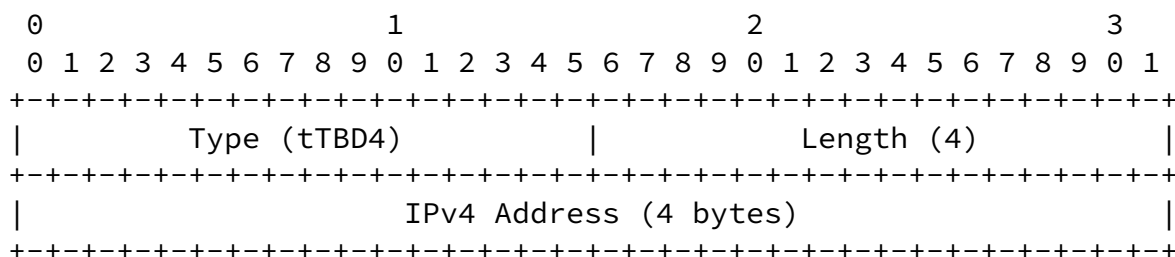 0                   1                   2                   3
 0 1 2 3 4 5 6 7 8 9 0 1 2 3 4 5 6 7 8 9 0 1 2 3 4 5 6 7 8 9 0 1
+-+-+-+-+-+-+-+-+-+-+-+-+-+-+-+-+-+-+-+-+-+-+-+-+-+-+-+-+-+-+-+-+
|         Type (tTBD4)          |           Length (4)          |
+-+-+-+-+-+-+-+-+-+-+-+-+-+-+-+-+-+-+-+-+-+-+-+-+-+-+-+-+-+-+-+-+
|                     IPv4 Address (4 bytes)                    |
+-+-+-+-+-+-+-+-+-+-+-+-+-+-+-+-+-+-+-+-+-+-+-+-+-+-+-+-+-+-+-+-+